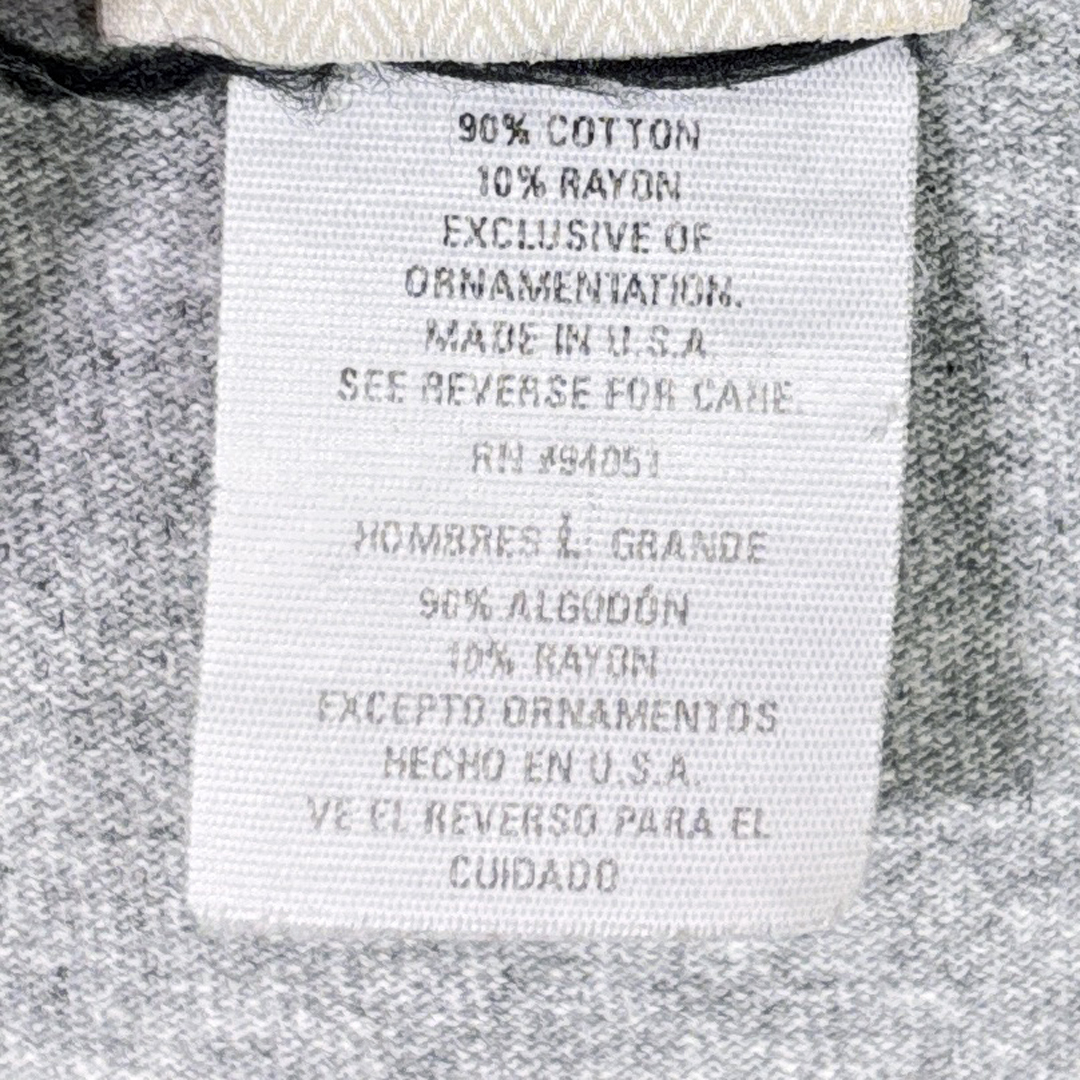 90% COTTON
10% RAYON
EXCLUSIVE OF
ORNAMENTATION.
MADE IN U.S.A.
SEE REVERSE FOR CARE.
RN #94051
HOMBRES L: GRANDE
90% ALGODÓN
10% RAYON
EXCEPTO ORNAMENTOS
HECHO EN U.S.A.
VE EL REVERSO PARA EL
CUIDADO